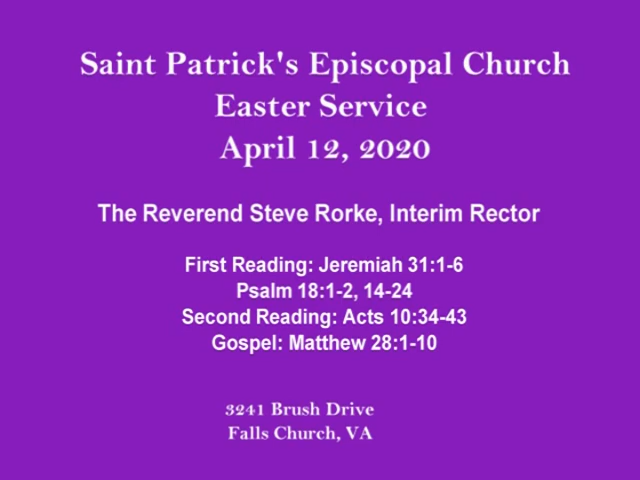 Saint Patrick's Episcopal Church
Easter Service
April 12, 2020
The Reverend Steve Rorke, Interim Rector
First Reading: Jeremiah 31:1-6
Psalm 18:1-2, 14-24
Second Reading: Acts 10:34-43
Gospel: Matthew 28:1-10
3241 Brush Drive
Falls Church, VA